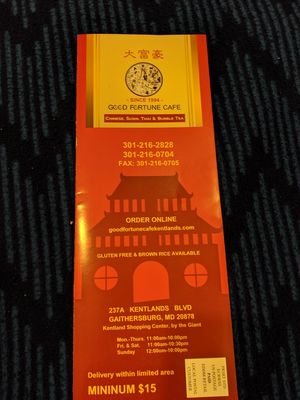 大富豪
- SINCE 1994 -
GOOD FORTUNE CAFE
CHINESE, SUSHI, THAI & BUBBLE TEA
301-216-2828
301-216-0704
FAX: 301-216-0705
ORDER ONLINE
goodfortunecafekentlands.com
GLUTEN FREE & BROWN RICE AVAILABLE
237A KENTLANDS BLVD
GAITHERSBURG, MD 20878
Kentland Shopping Center, by the Giant
Mon.-Thurs. 11:00am-10:00pm
Fri. & Sat. 11:00am-10:30pm
Sunday 12:00nm-10:00pm
Delivery within limited area
MININUM $15